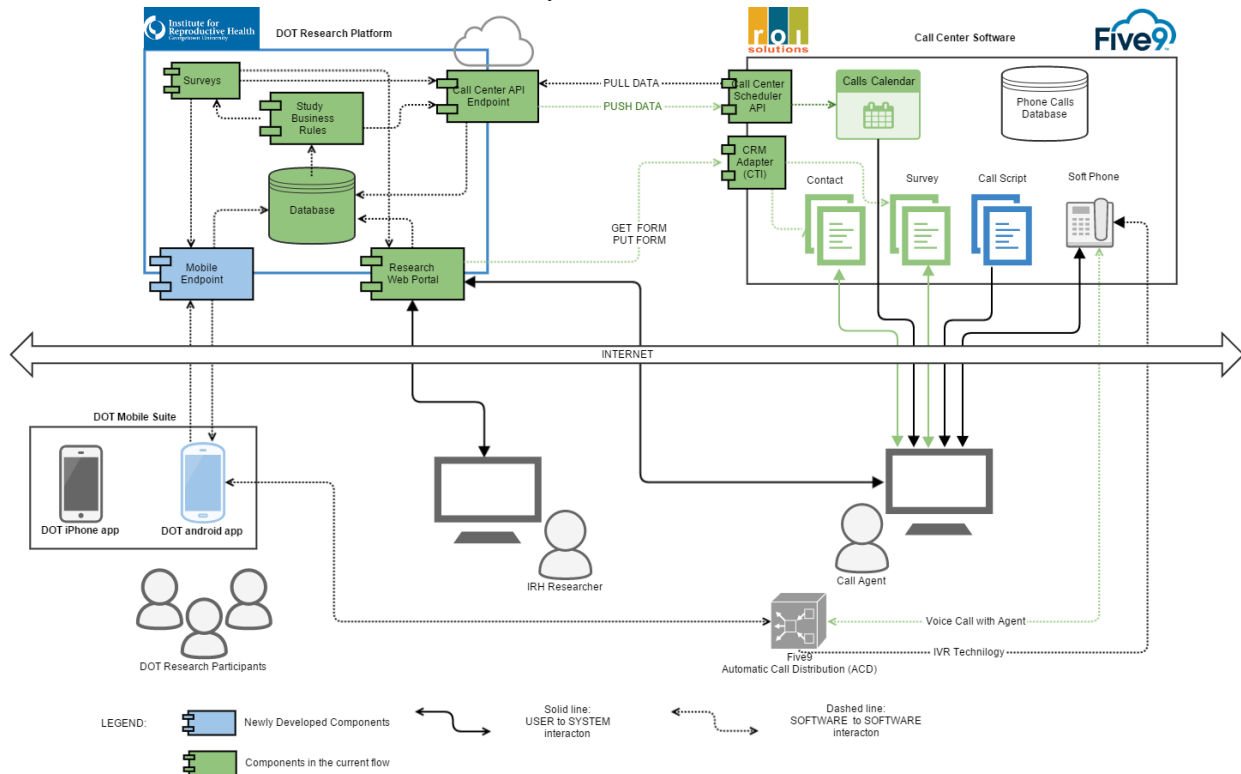 Institute for
Reproductive Health
Georgetown University
DOT Research Platform
ron
solutions
Call Center Software
Five9
Surveys
Study
Business
Rules
Call Center API
Endpoint
Database
Mobile
Endpoint
Research
Web Portal
PULL DATA
PUSH DATA
GET FORM
PUT FORM
Call Center
Scheduler
API
CRM
Adapter
(CTI)
Calls Calendar
Phone Calls
Database
Contact
Survey
Call Script
Soft Phone
INTERNET
DOT Mobile Suite
DOT iPhone app
DOT android app
DOT Research Participants
IRH Researcher
Call Agent
Five9
Automatic Call Distribution (ACD)
Voice Call with Agent
IVR Technilogy
LEGEND:
Newly Developed Components
Components in the current flow
Solid line:
USER to SYSTEM
interacton
Dashed line:
SOFTWARE to SOFTWARE
interacton